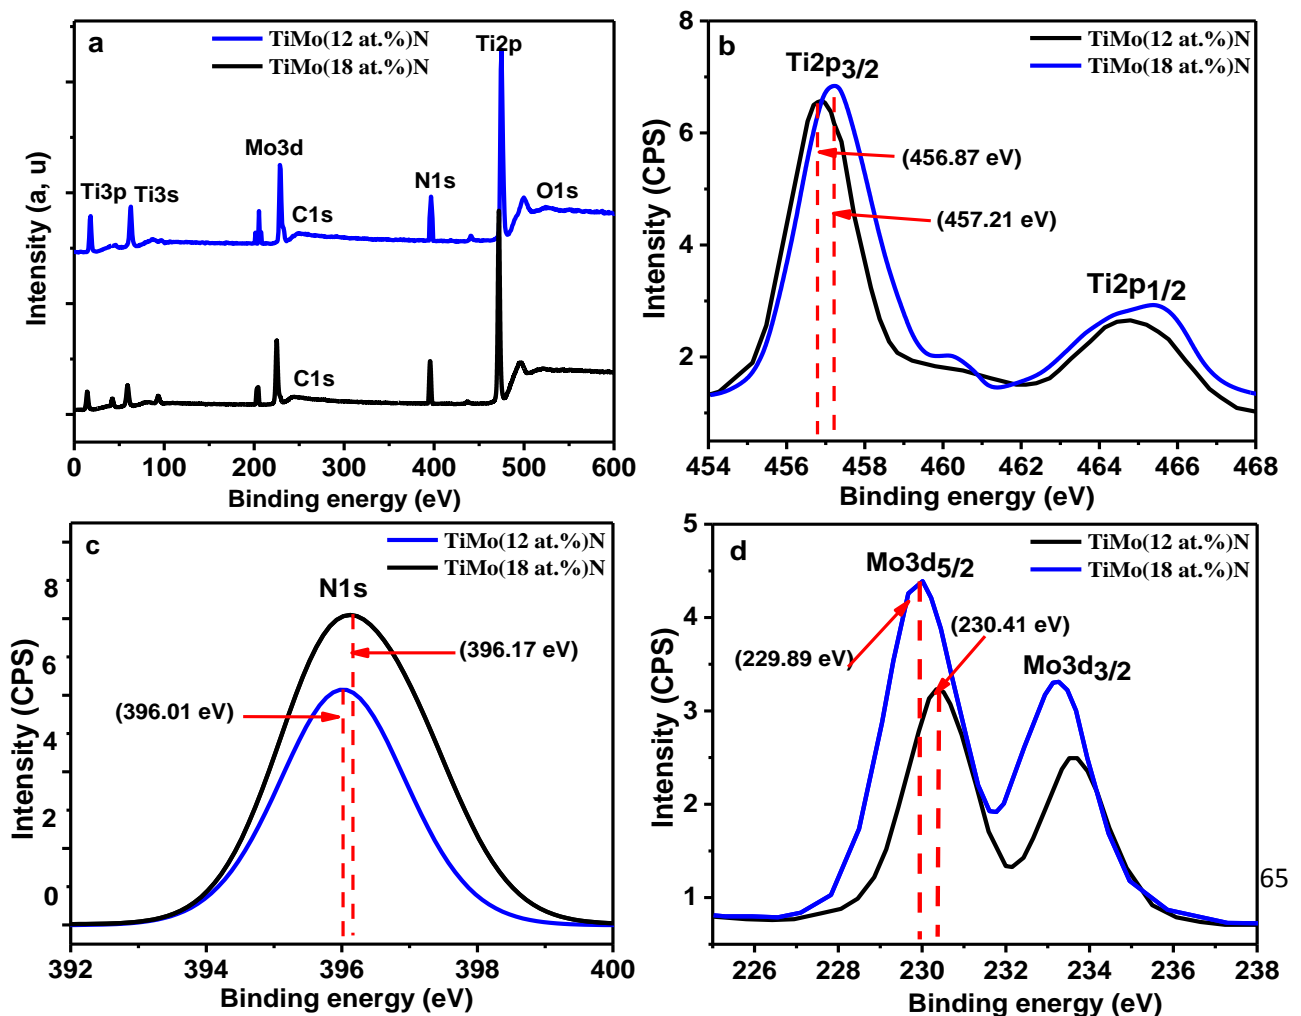 a
TiMo(12 at.%)N
TiMo(18 at.%)N
Ti2p
Mo3d
Ti3p
Ti3s
C1s
N1s
O1s
C1s
Intensity (a, u)
0 100 200 300 400 500 600
Binding energy (eV)
b
TiMo(12 at.%)N
TiMo(18 at.%)N
Ti2p3/2
(456.87 eV)
(457.21 eV)
Ti2p1/2
Intensity (CPS)
8
6
4
2
454 456 458 460 462 464 466 468
Binding energy (eV)
c
TiMo(12 at.%)N
TiMo(18 at.%)N
N1s
(396.17 eV)
(396.01 eV)
Intensity (CPS)
8
6
4
2
0
392 394 396 398 400
Binding energy (eV)
d
TiMo(12 at.%)N
TiMo(18 at.%)N
Mo3d5/2
(230.41 eV)
(229.89 eV)
Mo3d3/2
Intensity (CPS)
5
4
3
2
1
226 228 230 232 234 236 238
Binding energy (eV)
65